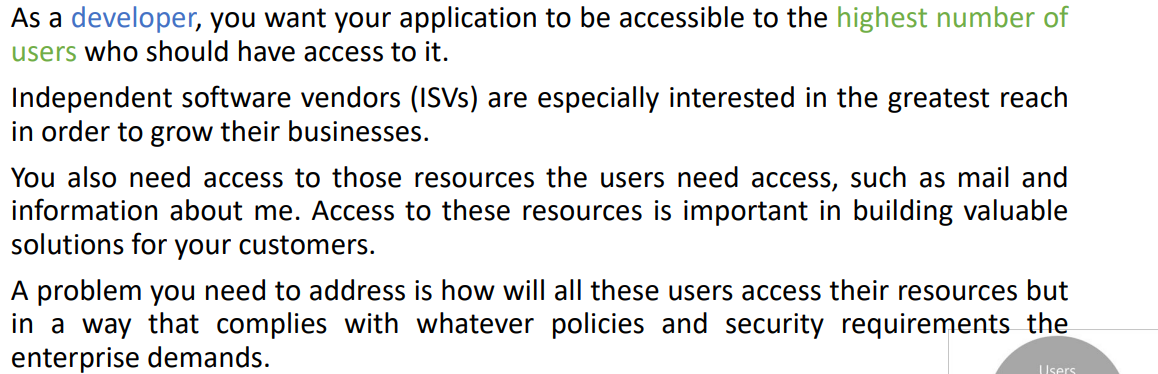 As a developer, you want your application to be accessible to the highest number of
users who should have access to it.
Independent software vendors (ISVs) are especially interested in the greatest reach
in order to grow their businesses.
You also need access to those resources the users need access, such as mail and
information about me. Access to these resources is important in building valuable
solutions for your customers.
A problem you need to address is how will all these users access their resources but
in a way that complies with whatever policies and security requirements the
enterprise demands.
Users